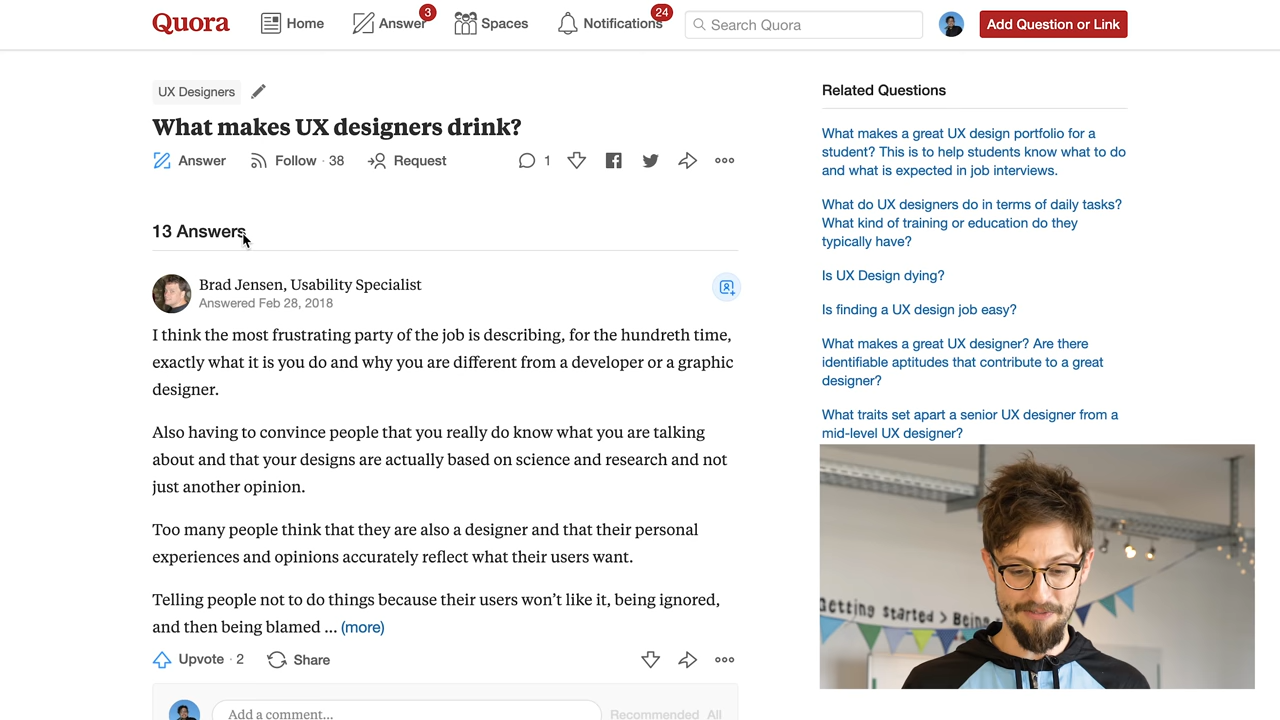 Quora
Home
Answer
3
Spaces
Notifications
24
Search Quora
Add Question or Link
UX Designers
What makes UX designers drink?
Answer
Follow · 38
Request
1
13 Answers
Brad Jensen, Usability Specialist
Answered Feb 28, 2018
I think the most frustrating party of the job is describing, for the hundreth time,
exactly what it is you do and why you are different from a developer or a graphic
designer.
Also having to convince people that you really do know what you are talking
about and that your designs are actually based on science and research and not
just another opinion.
Too many people think that they are also a designer and that their personal
experiences and opinions accurately reflect what their users want.
Telling people not to do things because their users won’t like it, being ignored,
and then being blamed ... (more)
Upvote · 2
Share
Add a comment...
Recommended All
Related Questions
What makes a great UX design portfolio for a
student? This is to help students know what to do
and what is expected in job interviews.
What do UX designers do in terms of daily tasks?
What kind of training or education do they
typically have?
Is UX Design dying?
Is finding a UX design job easy?
What makes a great UX designer? Are there
identifiable aptitudes that contribute to a great
designer?
What traits set apart a senior UX designer from a
mid-level UX designer?
Getting started > Being